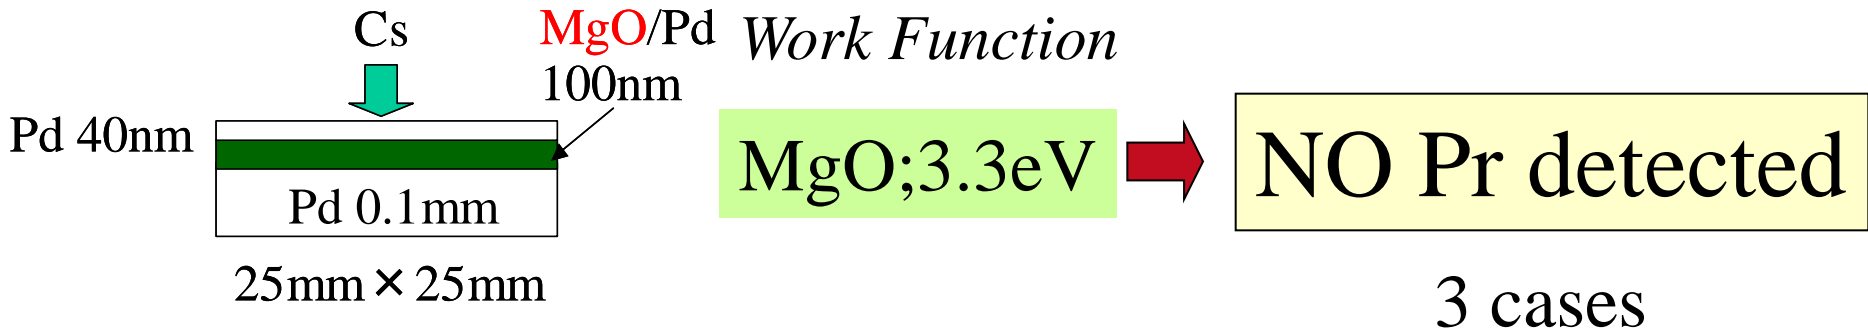 Cs
MgO/Pd
100nm
Pd 40nm
Pd 0.1mm
25mm×25mm
Work Function
MgO;3.3eV
NO Pr detected
3 cases